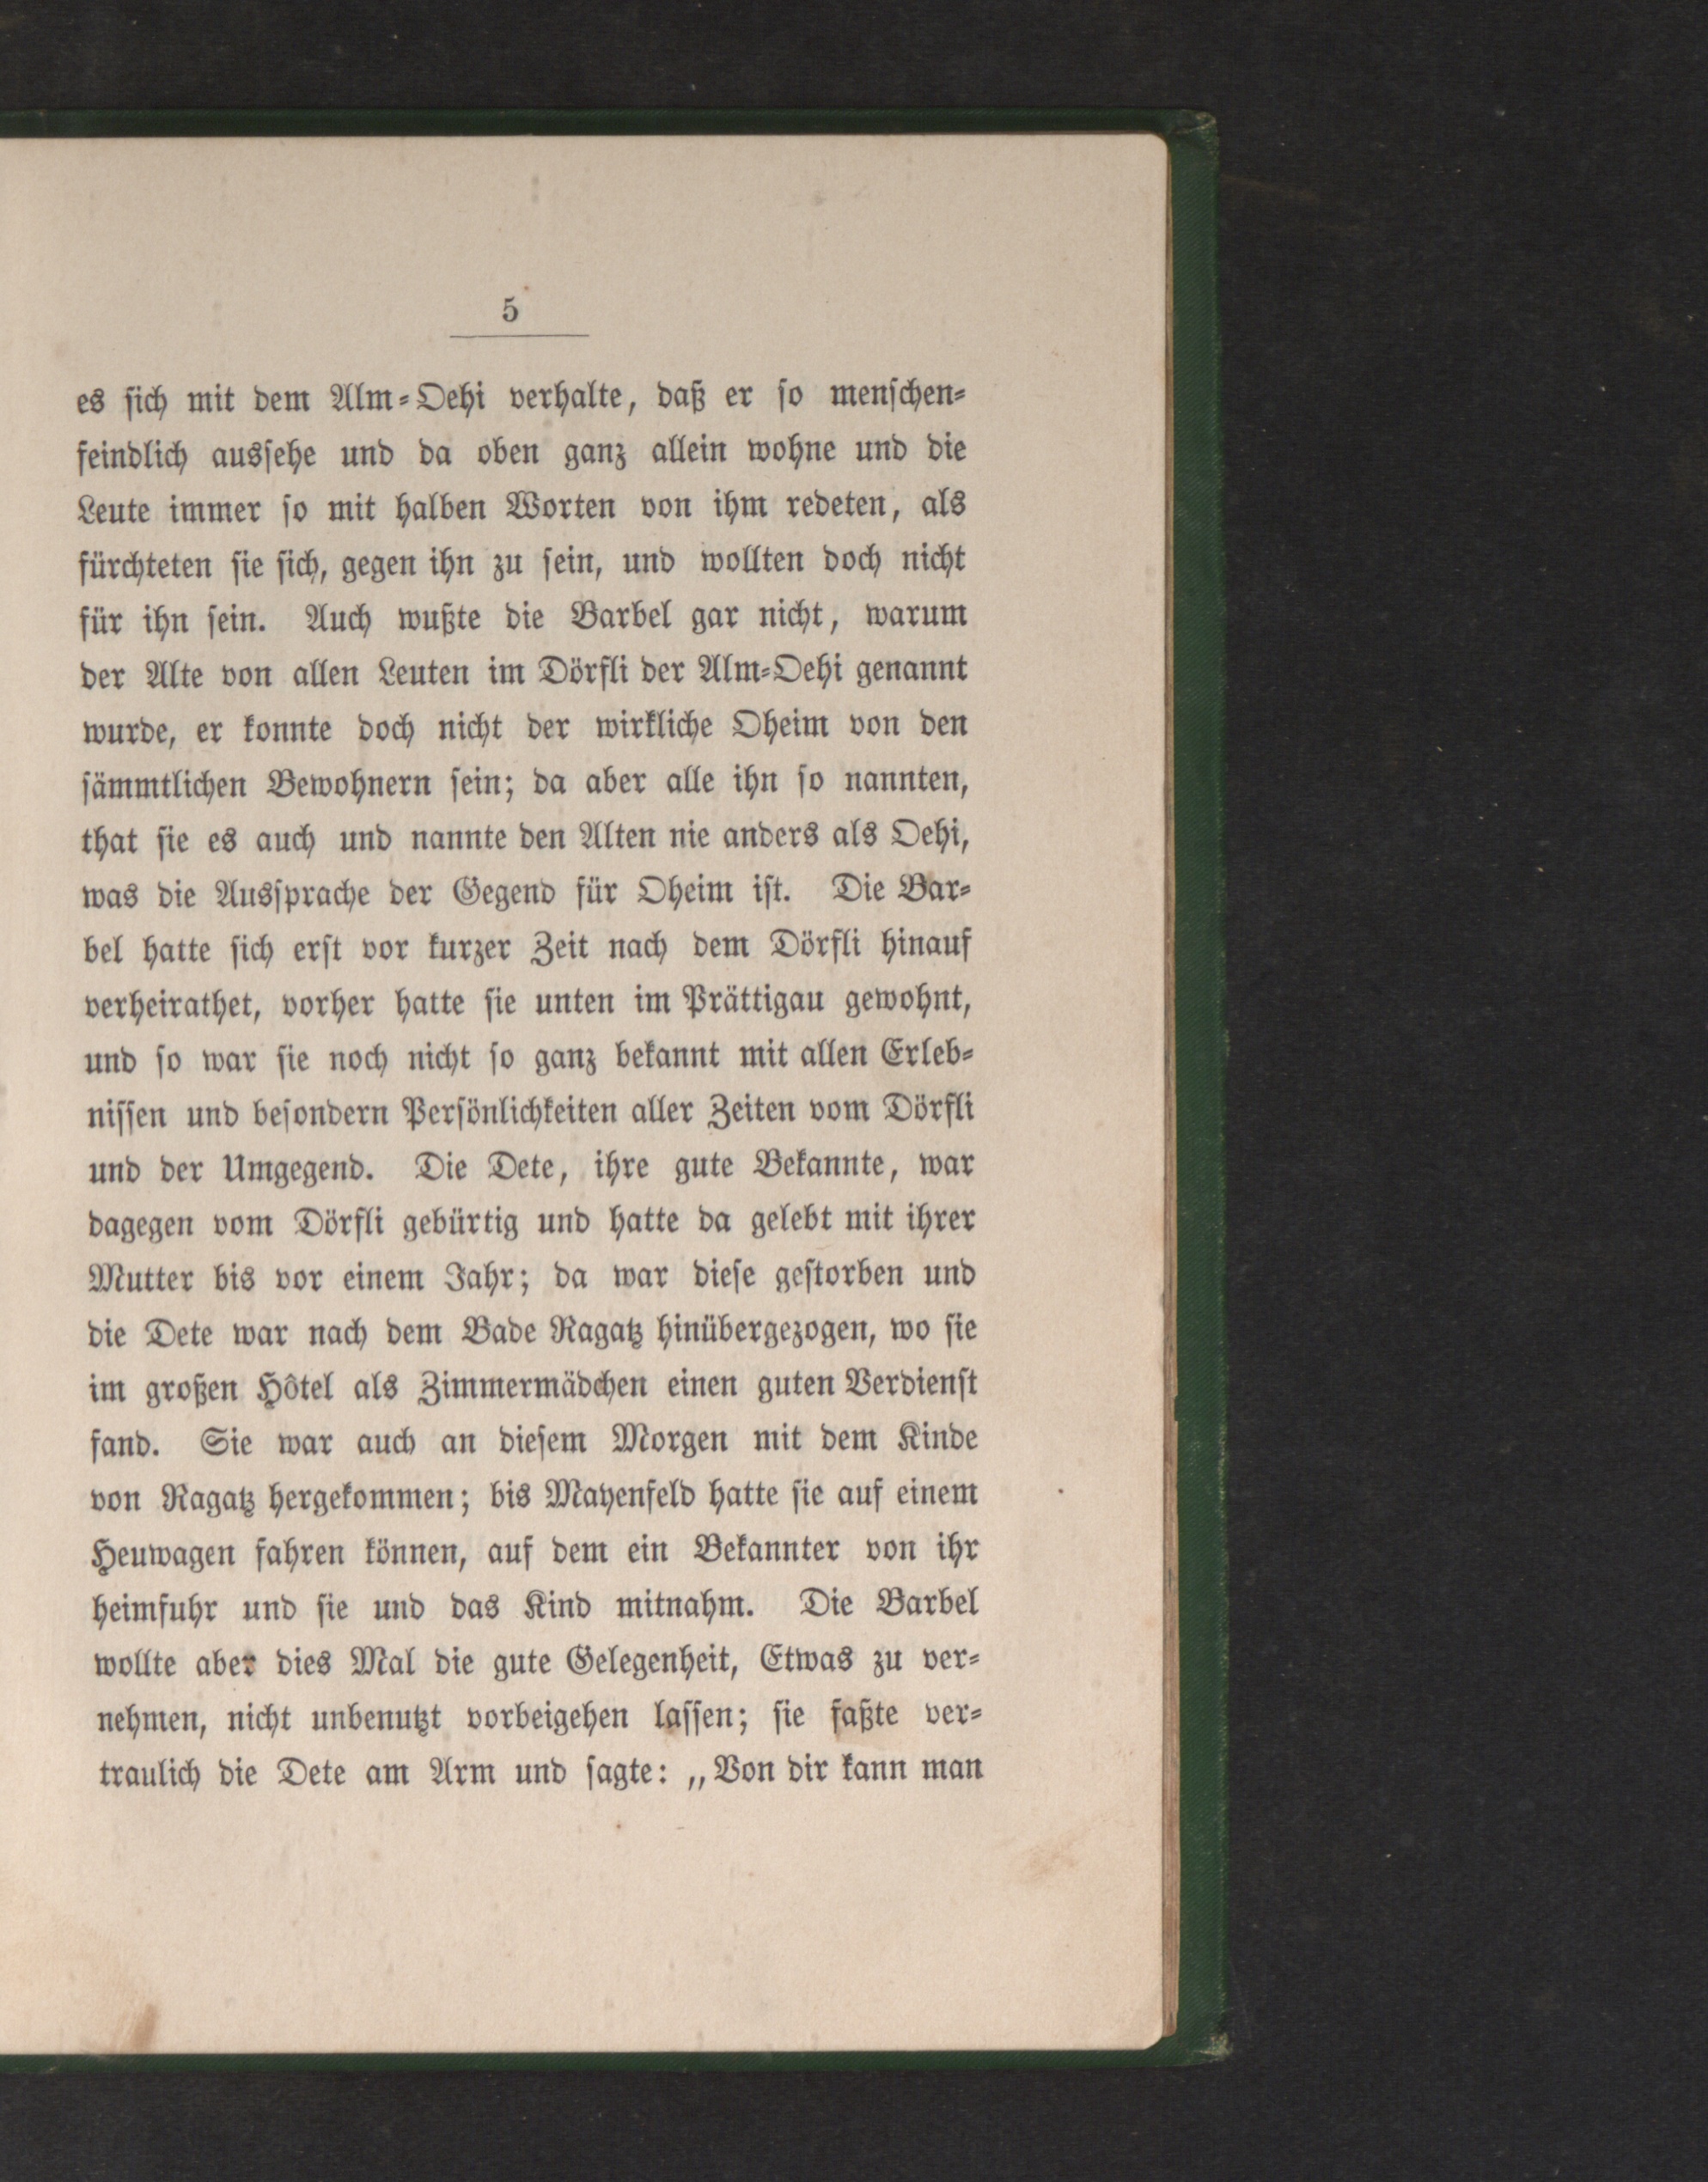 5
es sich mit dem Alm-Oehi verhalte, daß er so menschen-
feindlich aussehe und da oben ganz allein wohne und die
Leute immer so mit halben Worten von ihm redeten, als
fürchteten sie sich, gegen ihn zu sein, und wollten doch nicht
für ihn sein. Auch wußte die Barbel gar nicht, warum
der Alte von allen Leuten im Dörfli der Alm-Oehi genannt
wurde, er konnte doch nicht der wirkliche Oheim von den
sämmtlichen Bewohnern sein; da aber alle ihn so nannten,
that sie es auch und nannte den Alten nie anders als Oehi,
was die Aussprache der Gegend für Oheim ist. Die Bar-
bel hatte sich erst vor kurzer Zeit nach dem Dörfli hinauf
verheirathet, vorher hatte sie unten im Prättigau gewohnt,
und so war sie noch nicht so ganz bekannt mit allen Erleb-
nissen und besondern Persönlichkeiten aller Zeiten vom Dörfli
und der Umgegend. Die Dete, ihre gute Bekannte, war
dagegen vom Dörfli gebürtig und hatte da gelebt mit ihrer
Mutter bis vor einem Jahr; da war diese gestorben und
die Dete war nach dem Bade Ragatz hinübergezogen, wo sie
im großen Hôtel als Zimmermädchen einen guten Verdienst
fand. Sie war auch an diesem Morgen mit dem Kinde
von Ragatz hergekommen; bis Mayenfeld hatte sie auf einem
Heuwagen fahren können, auf dem ein Bekannter von ihr
heimfuhr und sie und das Kind mitnahm. Die Barbel
wollte aber dies Mal die gute Gelegenheit, Etwas zu ver-
nehmen, nicht unbenutzt vorbeigehen lassen; sie faßte ver-
traulich die Dete am Arm und sagte: „Von dir kann man